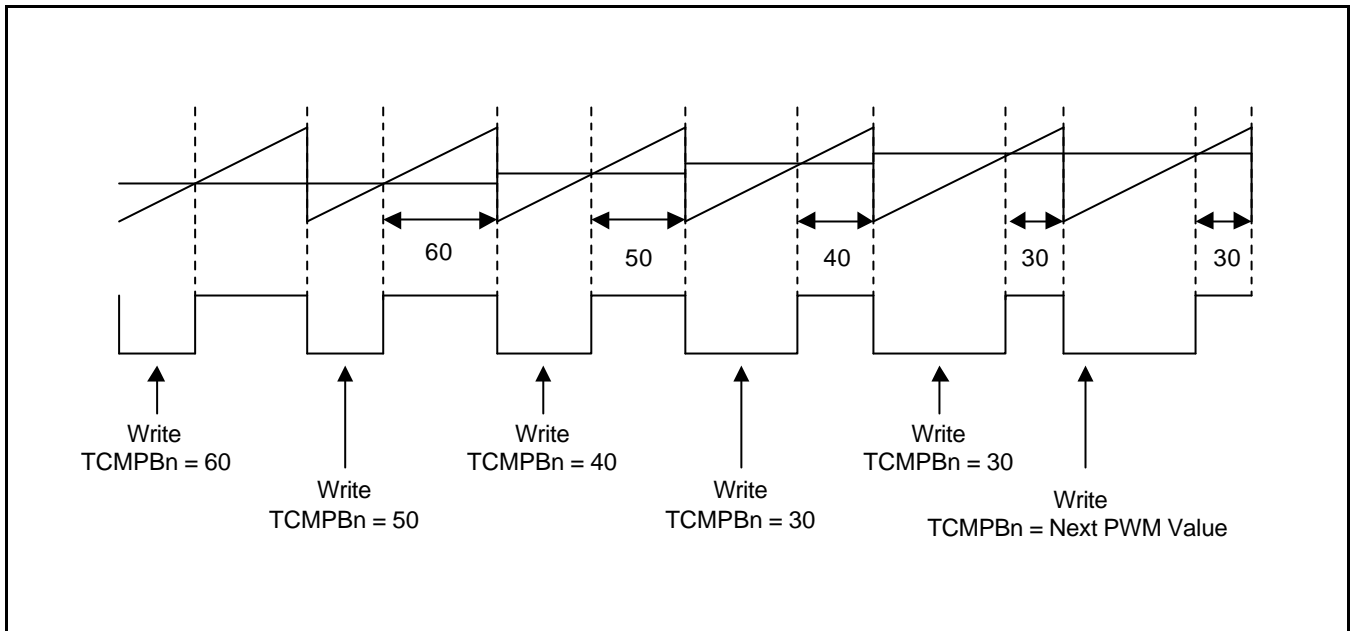 60
50
40
30
30
Write
TCMPBn = 60
Write
TCMPBn = 50
Write
TCMPBn = 40
Write
TCMPBn = 30
Write
TCMPBn = 30
Write
TCMPBn = Next PWM Value